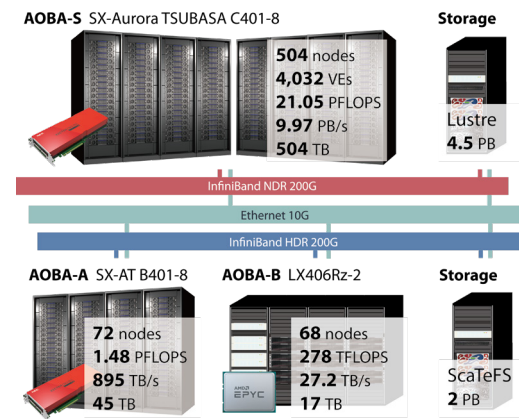 AOBA-S SX-Aurora TSUBASA C401-8
Storage
504 nodes
4,032 VEs
21.05 PFLOPS
9.97 PB/s
504 TB
Lustre
4.5 PB
InfiniBand NDR 200G
Ethernet 10G
InfiniBand HDR 200G
AOBA-A SX-AT B401-8
AOBA-B LX406Rz-2
Storage
72 nodes
1.48 PFLOPS
895 TB/s
45 TB
68 nodes
278 TFLOPS
27.2 TB/s
17 TB
AMD
EPYC
ScaTeFS
2 PB